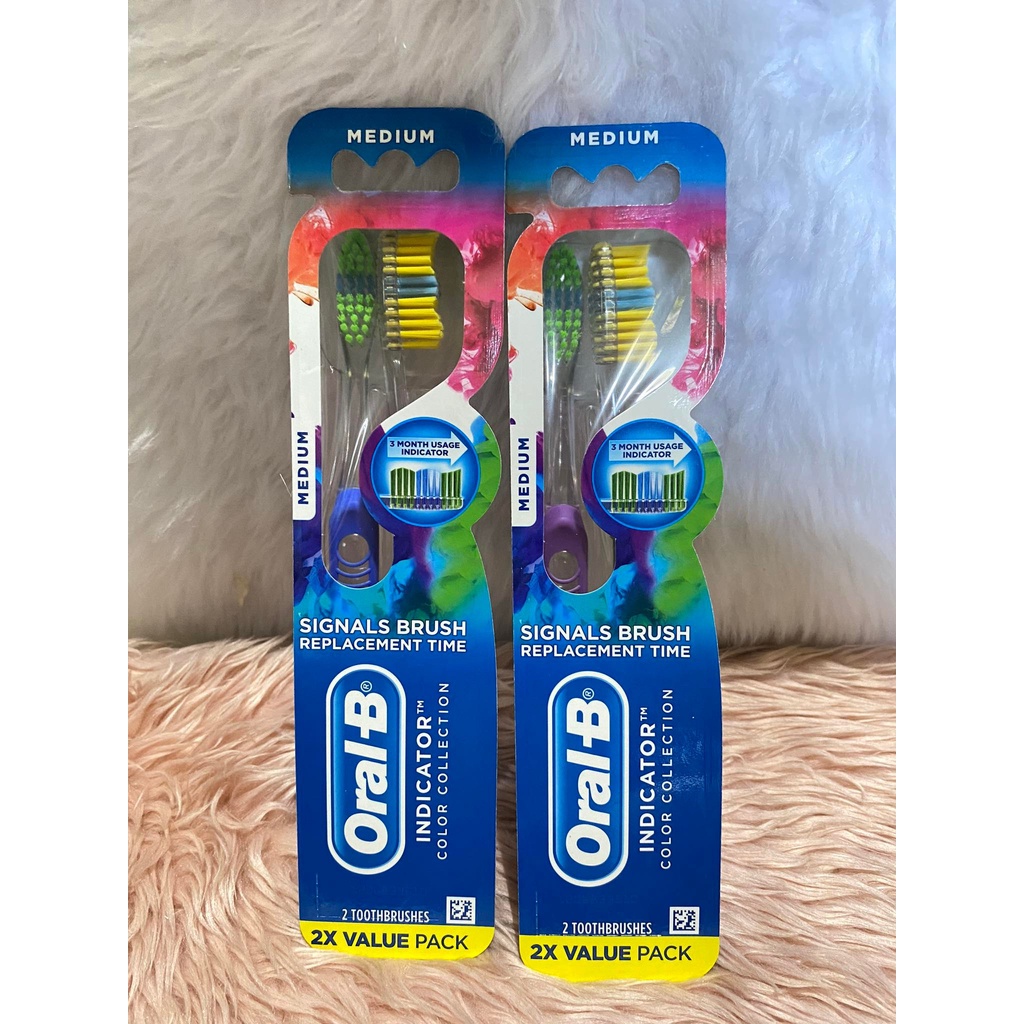 MEDIUM
MEDIUM
3 MONTH USAGE
INDICATOR
SIGNALS BRUSH
REPLACEMENT TIME
Oral-B®
INDICATOR™
COLOR COLLECTION
2 TOOTHBRUSHES
2X VALUE PACK
MEDIUM
MEDIUM
3 MONTH USAGE
INDICATOR
SIGNALS BRUSH
REPLACEMENT TIME
Oral-B®
INDICATOR™
COLOR COLLECTION
2 TOOTHBRUSHES
2X VALUE PACK